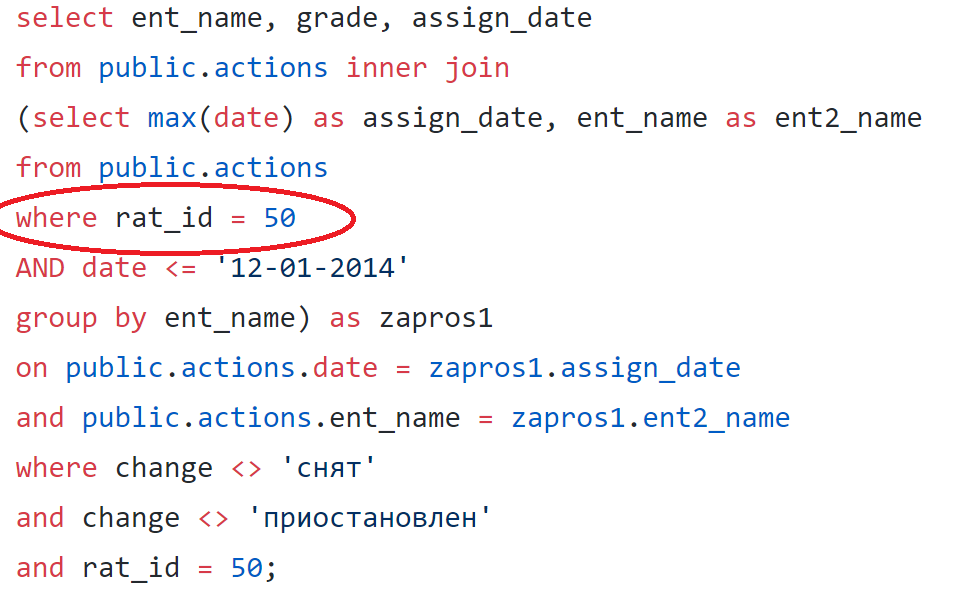 select ent_name, grade, assign_date
from public.actions inner join
(select max(date) as assign_date, ent_name as ent2_name
from public.actions
where rat_id = 50
AND date <= '12-01-2014'
group by ent_name) as zapros1
on public.actions.date = zapros1.assign_date
and public.actions.ent_name = zapros1.ent2_name
where change <> 'снят'
and change <> 'приостановлен'
and rat_id = 50;